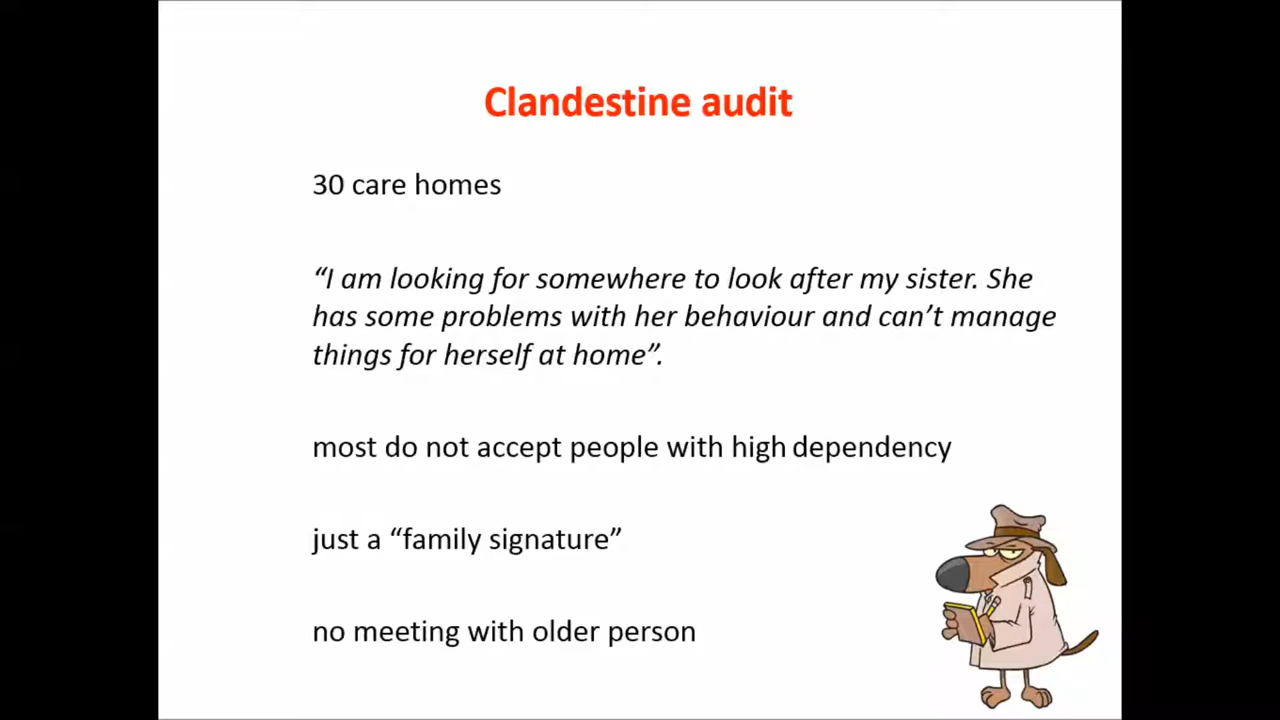 Clandestine audit
30 care homes
“I am looking for somewhere to look after my sister. She
has some problems with her behaviour and can’t manage
things for herself at home”.
most do not accept people with high dependency
just a “family signature”
no meeting with older person